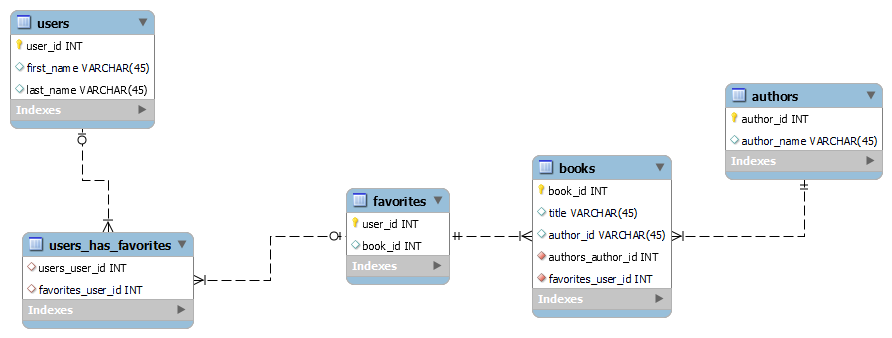 users
user_id INT
first_name VARCHAR(45)
last_name VARCHAR(45)
Indexes
authors
author_id INT
author_name VARCHAR(45)
Indexes
books
book_id INT
title VARCHAR(45)
author_id VARCHAR(45)
authors_author_id INT
favorites_user_id INT
Indexes
favorites
user_id INT
book_id INT
Indexes
users_has_favorites
users_user_id INT
favorites_user_id INT
Indexes